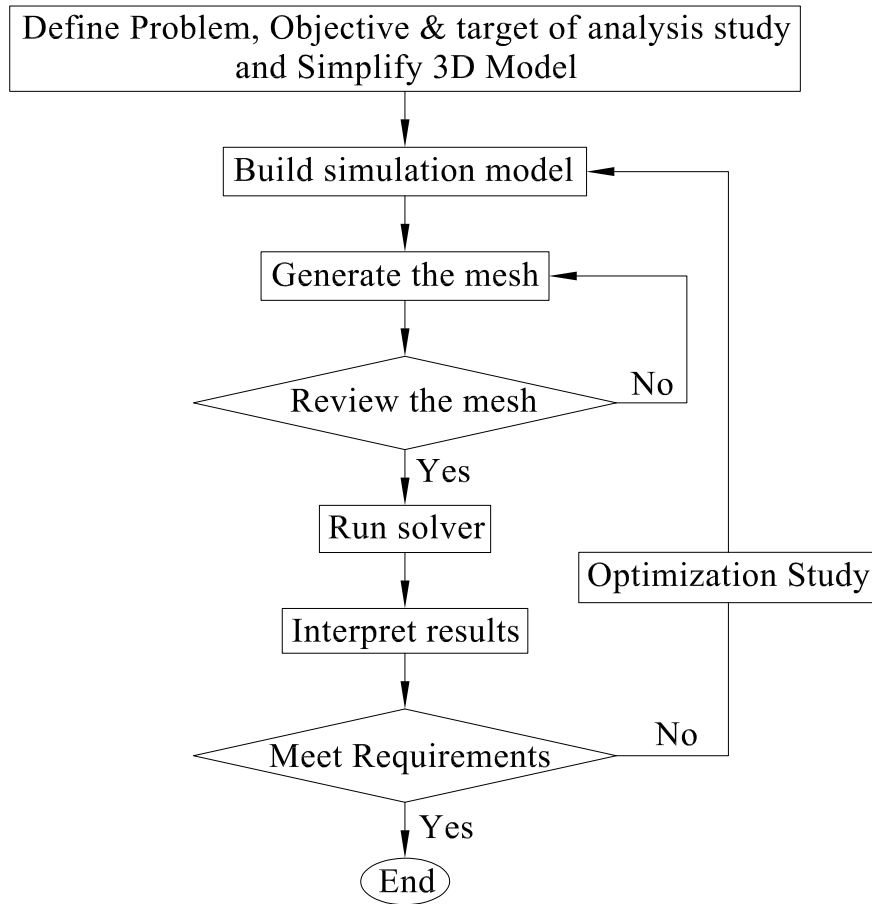 Define Problem, Objective & target of analysis study
and Simplify 3D Model
Build simulation model
Generate the mesh
Review the mesh
No
Yes
Run solver
Optimization Study
Interpret results
Meet Requirements
No
Yes
End